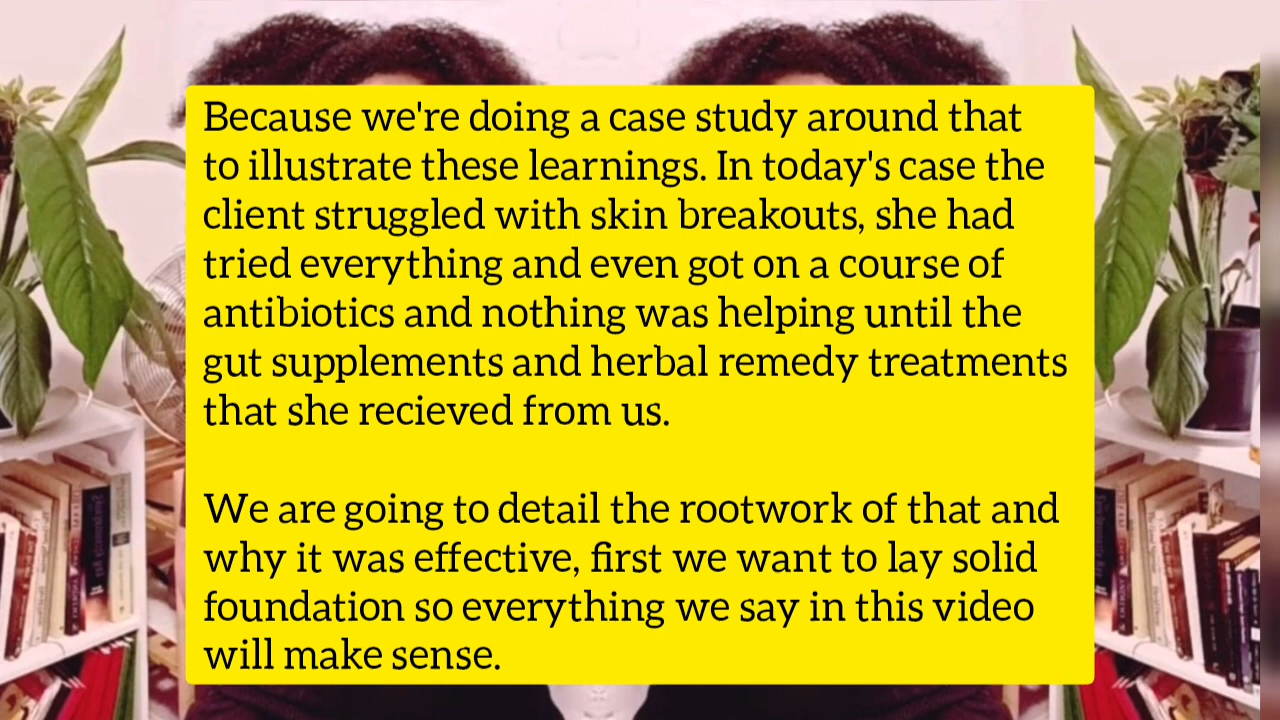 Because we're doing a case study around that
to illustrate these learnings. In today's case the
client struggled with skin breakouts, she had
tried everything and even got on a course of
antibiotics and nothing was helping until the
gut supplements and herbal remedy treatments
that she recieved from us.
We are going to detail the rootwork of that and
why it was effective, first we want to lay solid
foundation so everything we say in this video
will make sense.